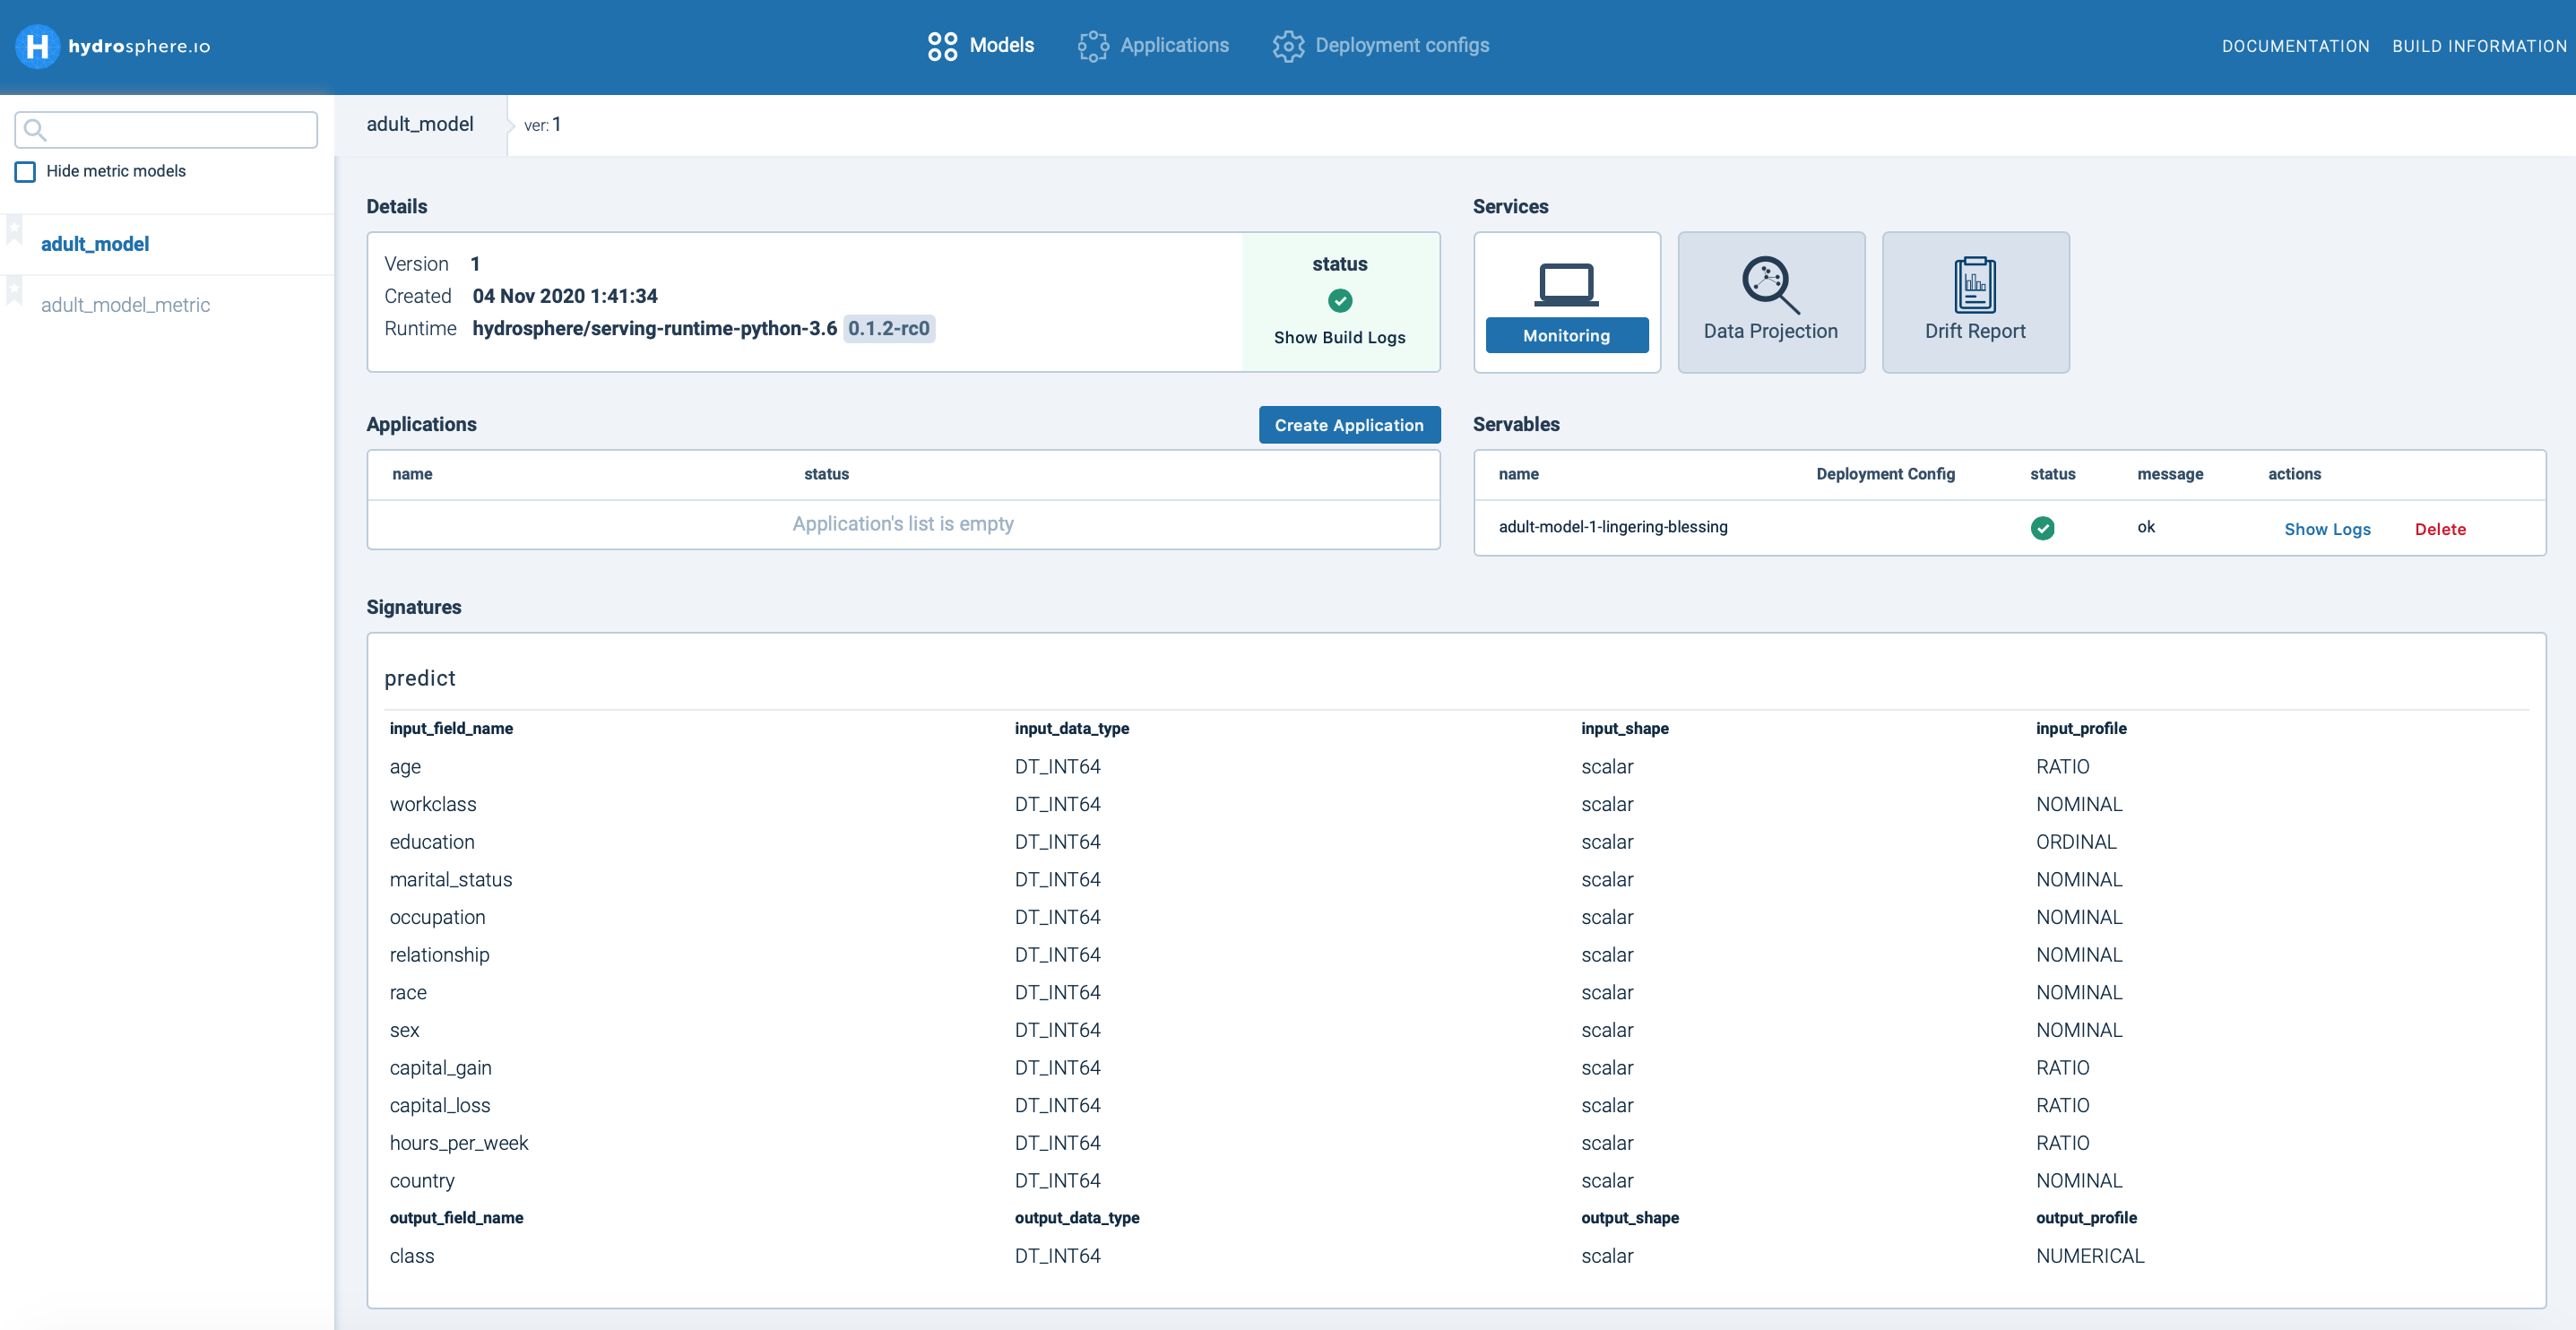 H hydrosphere.io
Models Applications Deployment configs
DOCUMENTATION BUILD INFORMATION
Hide metric models
adult_model
adult_model_metric
adult_model ver: 1
Details
Version 1
Created 04 Nov 2020 1:41:34
Runtime hydrosphere/serving-runtime-python-3.6 0.1.2-rc0
status
Show Build Logs
Services
Monitoring
Data Projection
Drift Report
Applications
Create Application
name status
Application's list is empty
Servables
name Deployment Config status message actions
adult-model-1-lingering-blessing ok Show Logs Delete
Signatures
predict
input_field_name input_data_type input_shape input_profile
age DT_INT64 scalar RATIO
workclass DT_INT64 scalar NOMINAL
education DT_INT64 scalar ORDINAL
marital_status DT_INT64 scalar NOMINAL
occupation DT_INT64 scalar NOMINAL
relationship DT_INT64 scalar NOMINAL
race DT_INT64 scalar NOMINAL
sex DT_INT64 scalar NOMINAL
capital_gain DT_INT64 scalar RATIO
capital_loss DT_INT64 scalar RATIO
hours_per_week DT_INT64 scalar RATIO
country DT_INT64 scalar NOMINAL
output_field_name output_data_type output_shape output_profile
class DT_INT64 scalar NUMERICAL